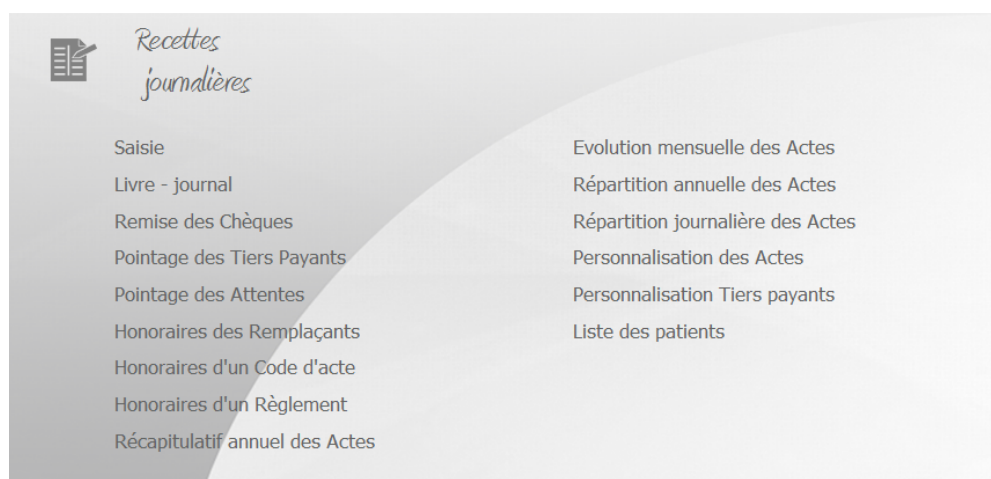 Recettes
journalières
Saisie
Livre - journal
Remise des Chèques
Pointage des Tiers Payants
Pointage des Attentes
Honoraires des Remplaçants
Honoraires d'un Code d'acte
Honoraires d'un Règlement
Récapitulatif annuel des Actes
Evolution mensuelle des Actes
Répartition annuelle des Actes
Répartition journalière des Actes
Personnalisation des Actes
Personnalisation Tiers payants
Liste des patients